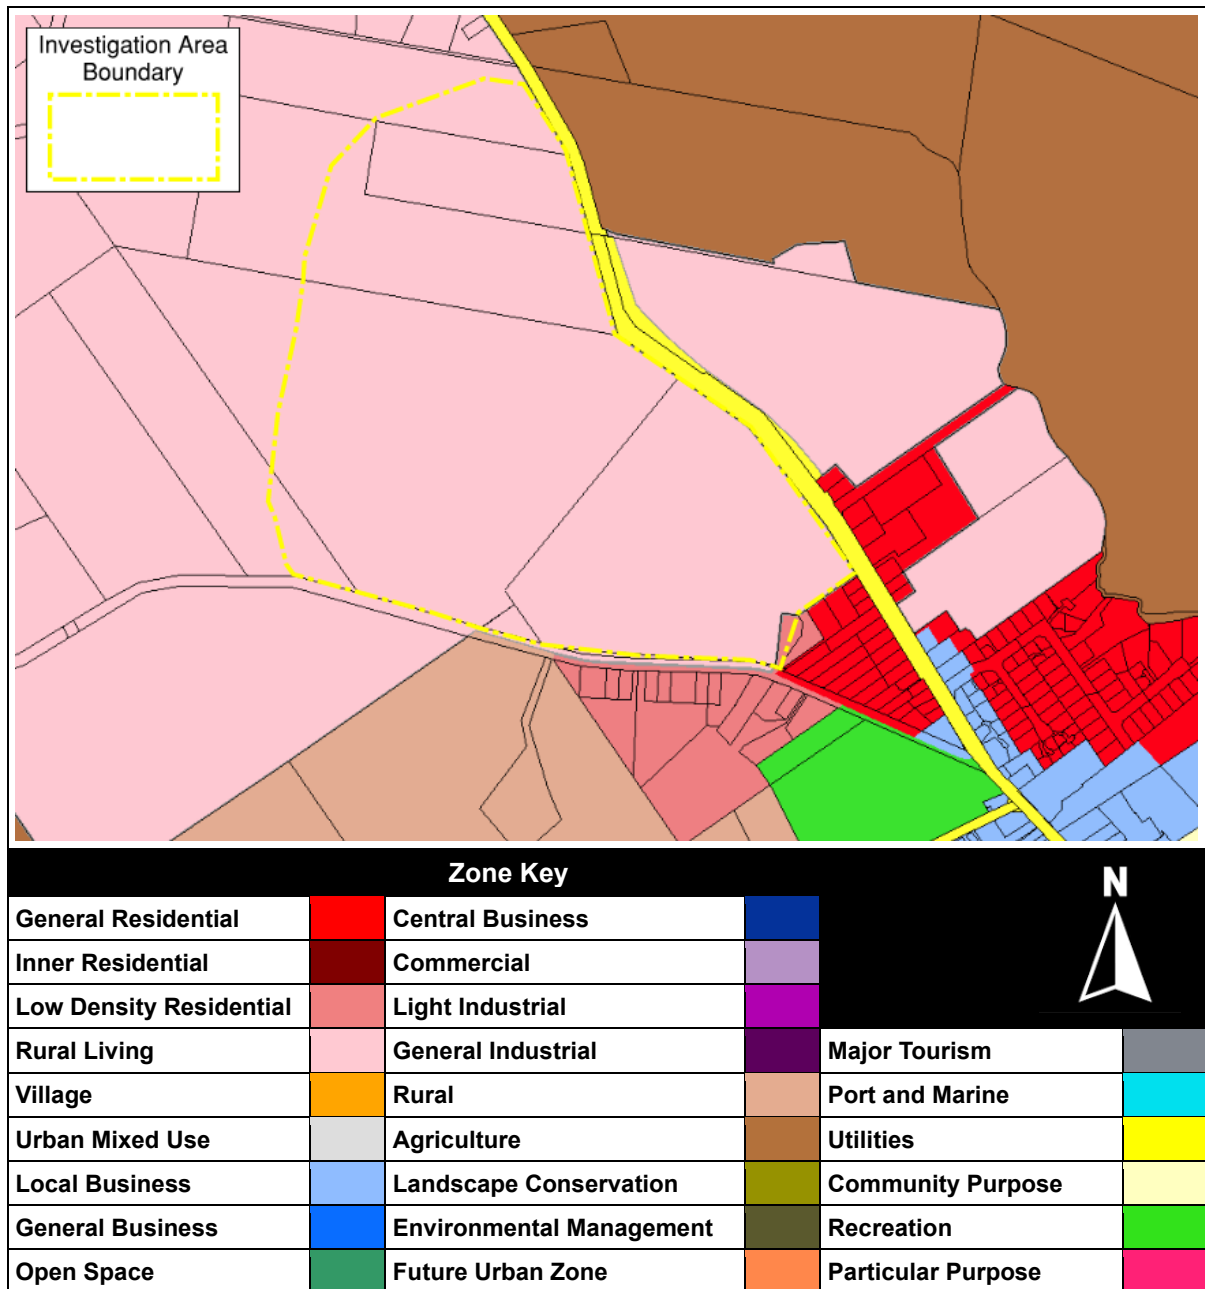 Investigation Area
Boundary
Zone Key
N
General Residential
Central Business
Inner Residential
Commercial
Low Density Residential
Light Industrial
Rural Living
General Industrial
Major Tourism
Village
Rural
Port and Marine
Urban Mixed Use
Agriculture
Utilities
Local Business
Landscape Conservation
Community Purpose
General Business
Environmental Management
Recreation
Open Space
Future Urban Zone
Particular Purpose